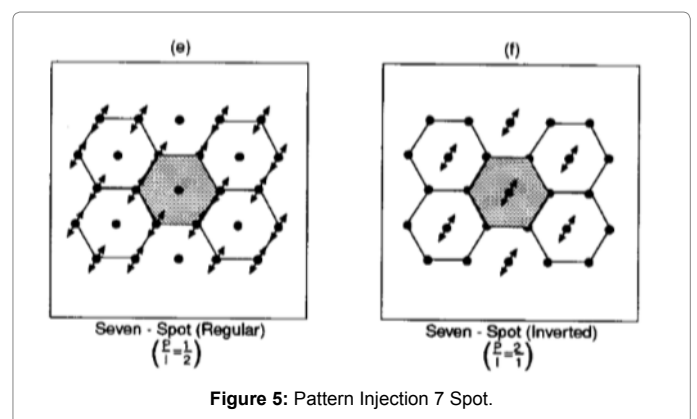 (e)
Seven - Spot (Regular)
(P/I = 1/2)
(f)
Seven - Spot (Inverted)
(P/I = 2/1)
Figure 5: Pattern Injection 7 Spot.